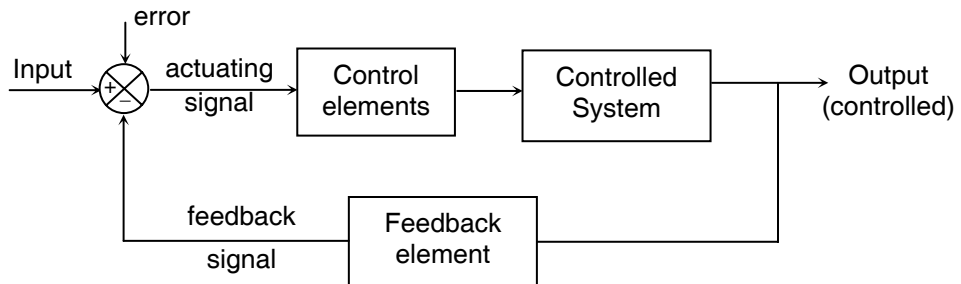 error
Input
+
−
actuating
signal
Control
elements
Controlled
System
Output
(controlled)
feedback
signal
Feedback
element